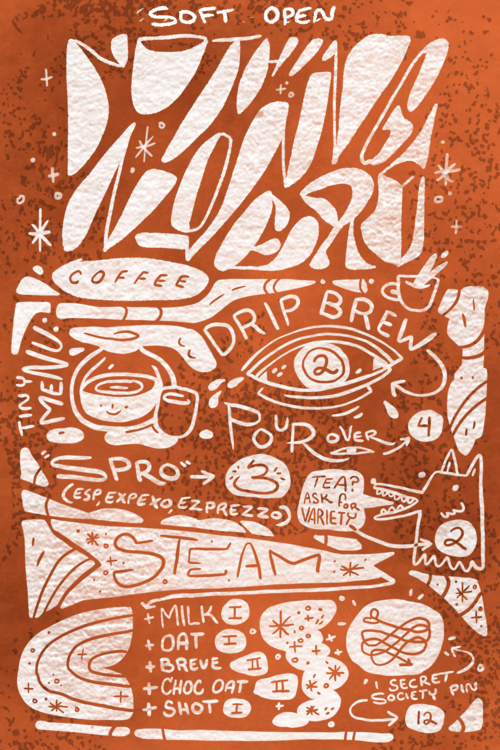 SOFT OPEN
NOTHING
COFFEE
TINY MENU:
DRIP BREW
2
POUR OVER
4
"SPRO"
3
(ESP, EXPEXO, EZPREZZO)
TEA?
ASK FOR
VARIETY
2
STEAM
+ MILK I
+ OAT I
+ BREVE II
+ CHOC OAT II
+ SHOT I
SECRET
SOCIETY PIN
12